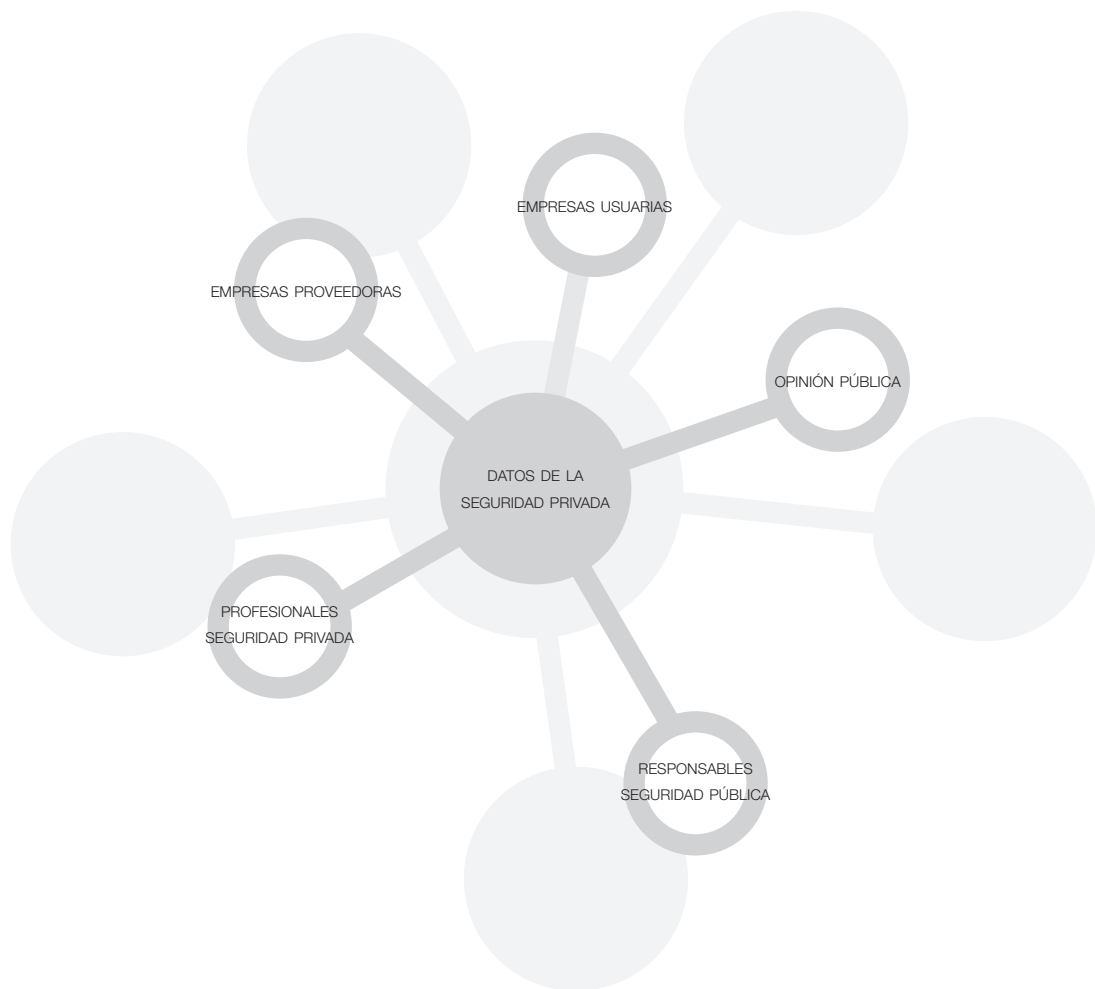 EMPRESAS USUARIAS
EMPRESAS PROVEEDORAS
OPINIÓN PÚBLICA
DATOS DE LA
SEGURIDAD PRIVADA
PROFESIONALES
SEGURIDAD PRIVADA
RESPONSABLES
SEGURIDAD PÚBLICA